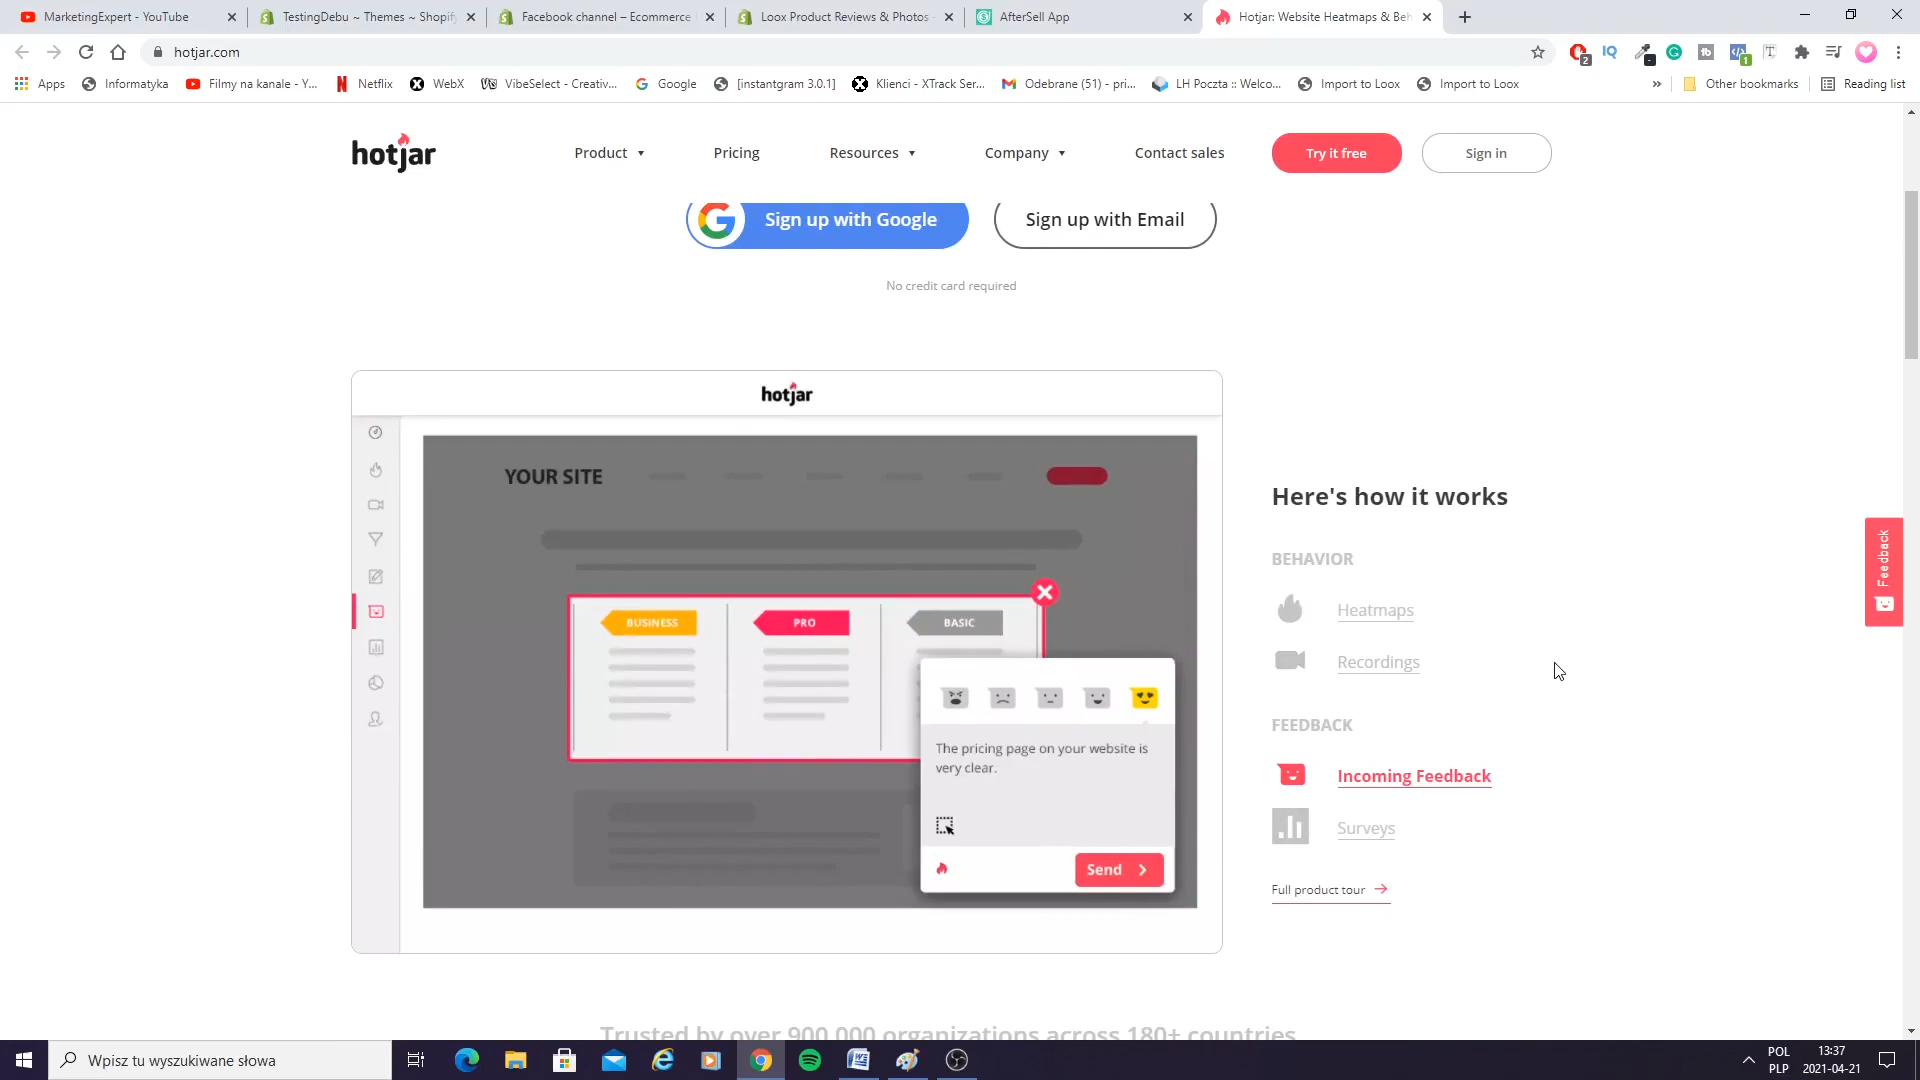 MarketingExpert - YouTube
TestingDebu ~ Themes ~ Shopify
Facebook channel – Ecommerce
Loox Product Reviews & Photos -
AfterSell App
Hotjar: Website Heatmaps & Beh
hotjar.com
2
IQ
1
Apps
Informatyka
Filmy na kanale - Y...
Netflix
WebX
VibeSelect - Creativ...
Google
[instantgram 3.0.1]
Klienci - XTrack Ser...
Odebrane (51) - pri...
LH Poczta :: Welco...
Import to Loox
Import to Loox
»
Other bookmarks
Reading list
hotjar
Product
Pricing
Resources
Company
Contact sales
Try it free
Sign in
Sign up with Google
Sign up with Email
No credit card required
hotjar
YOUR SITE
BUSINESS
PRO
BASIC
The pricing page on your website is
very clear.
Send
Here's how it works
BEHAVIOR
Heatmaps
Recordings
FEEDBACK
Incoming Feedback
Surveys
Full product tour
Feedback
Trusted by over 900,000 organizations across 180+ countries
Wpisz tu wyszukiwane słowa
POL
PLP
13:37
2021-04-21